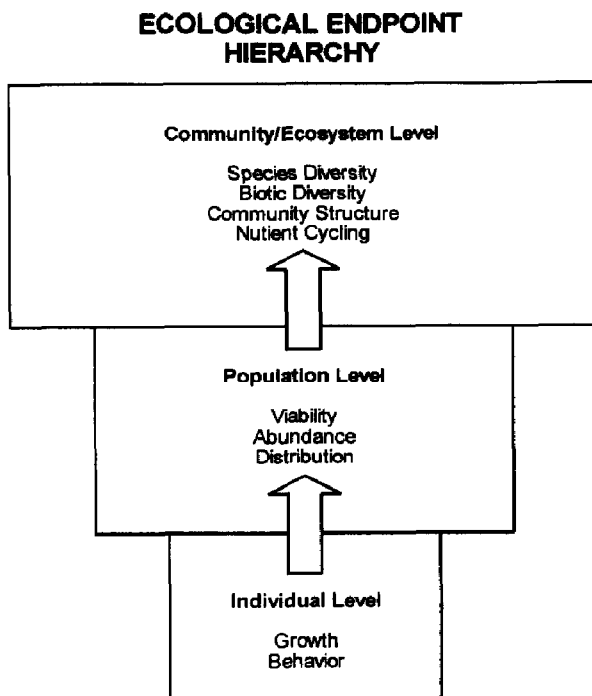 ECOLOGICAL ENDPOINT
HIERARCHY
Community/Ecosystem Level
Species Diversity
Biotic Diversity
Community Structure
Nutient Cycling
Population Level
Viability
Abundance
Distribution
Individual Level
Growth
Behavior